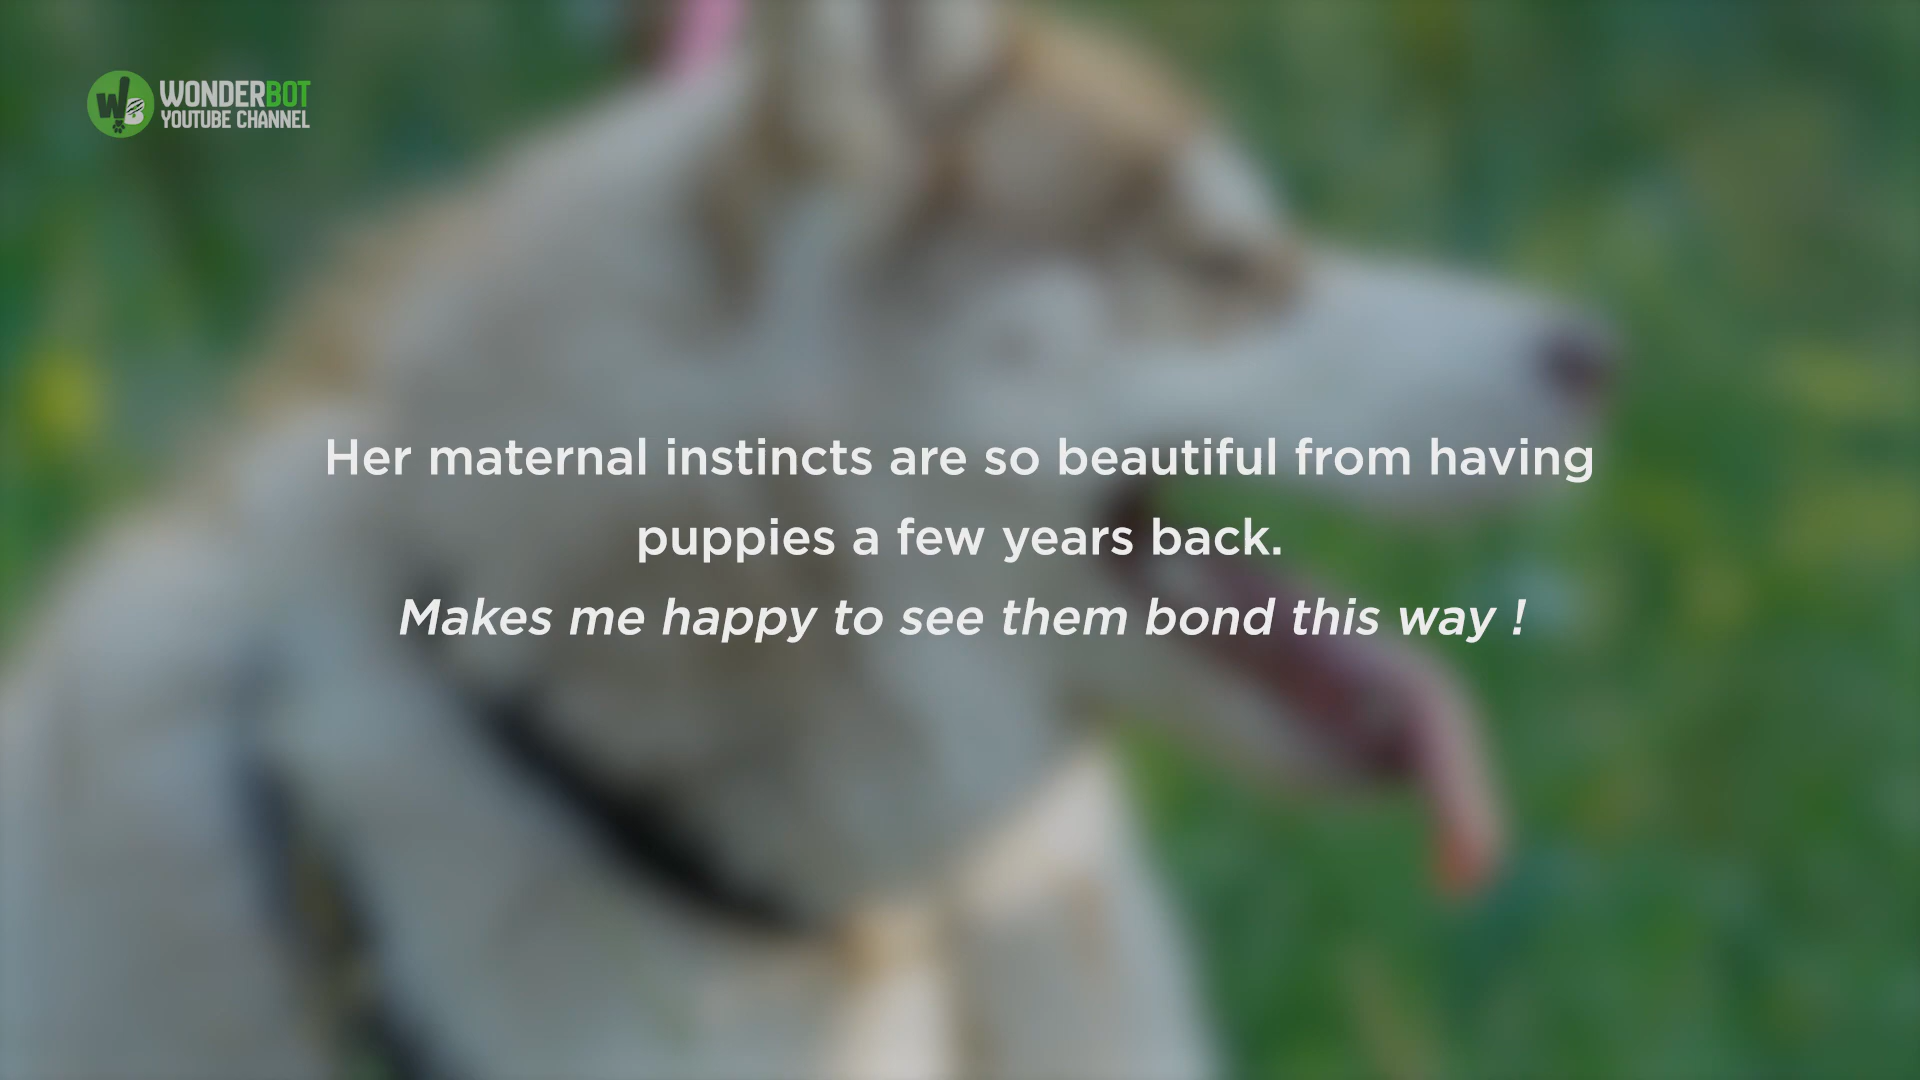 WONDERBOT
YOUTUBE CHANNEL
Her maternal instincts are so beautiful from having
puppies a few years back.
Makes me happy to see them bond this way !